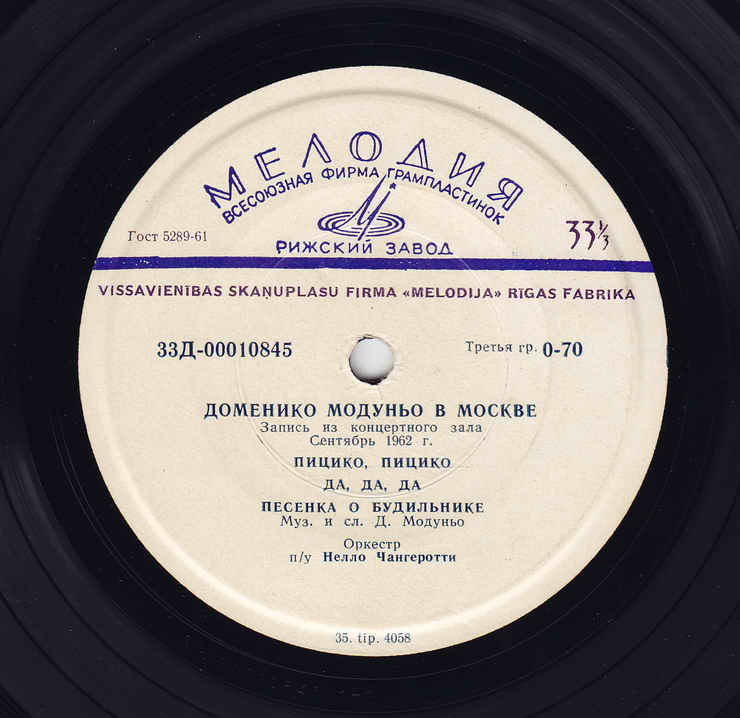 МЕЛОДИЯ
ВСЕСОЮЗНАЯ ФИРМА ГРАМПЛАСТИНОК
Гост 5289-61
РИЖСКИЙ ЗАВОД
33⅓
VISSAVIENĪBAS SKAŅUPLASU FIRMA «MELODIJA» RĪGAS FABRIKA
33Д-00010845
Третья гр. 0-70
ДОМЕНИКО МОДУНЬО В МОСКВЕ
Запись из концертного зала
Сентябрь 1962 г.
ПИЦИКО, ПИЦИКО
ДА, ДА, ДА
ПЕСЕНКА О БУДИЛЬНИКЕ
Муз. и сл. Д. Модуньо
Оркестр
п/у Нелло Чангеротти
35. tip. 4058